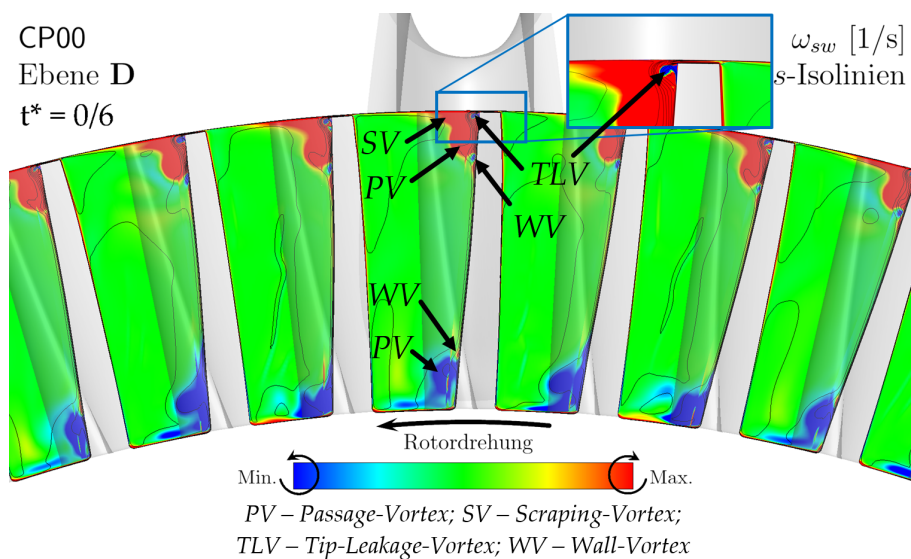 CP00
Ebene D
t* = 0/6
ω_sw [1/s]
s-Isolinien
SV
PV
TLV
WV
WV
PV
Rotordrehung
Min.
Max.
PV – Passage-Vortex; SV – Scraping-Vortex;
TLV – Tip-Leakage-Vortex; WV – Wall-Vortex